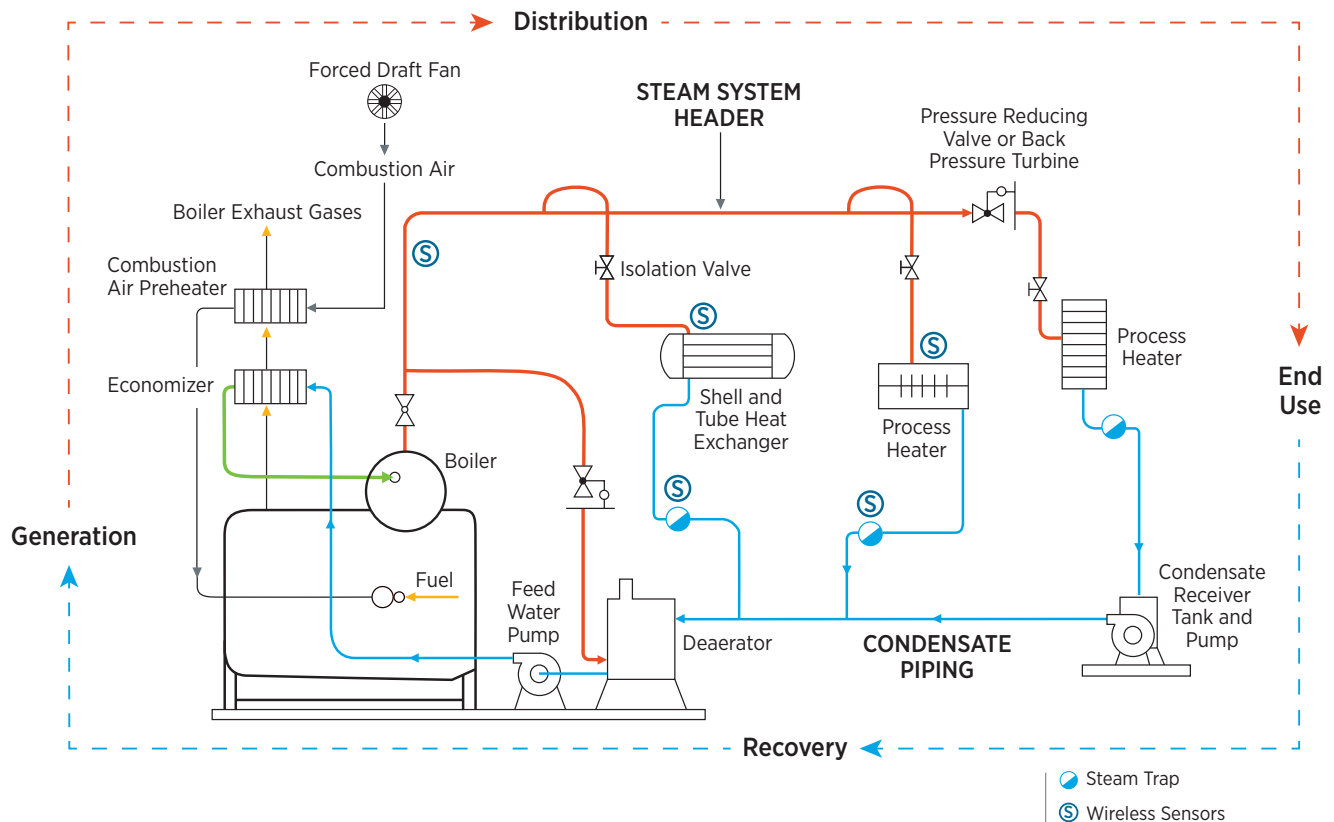 Distribution
Forced Draft Fan
STEAM SYSTEM
HEADER
Pressure Reducing
Valve or Back
Pressure Turbine
Combustion Air
Boiler Exhaust Gases
S
Isolation Valve
Combustion
Air Preheater
S
S
Process
Heater
Economizer
End
Use
Shell and
Tube Heat
Exchanger
Process
Heater
Boiler
S
S
Generation
Fuel
Feed
Water
Pump
Condensate
Receiver
Tank and
Pump
Deaerator
CONDENSATE
PIPING
Recovery
Steam Trap
S Wireless Sensors